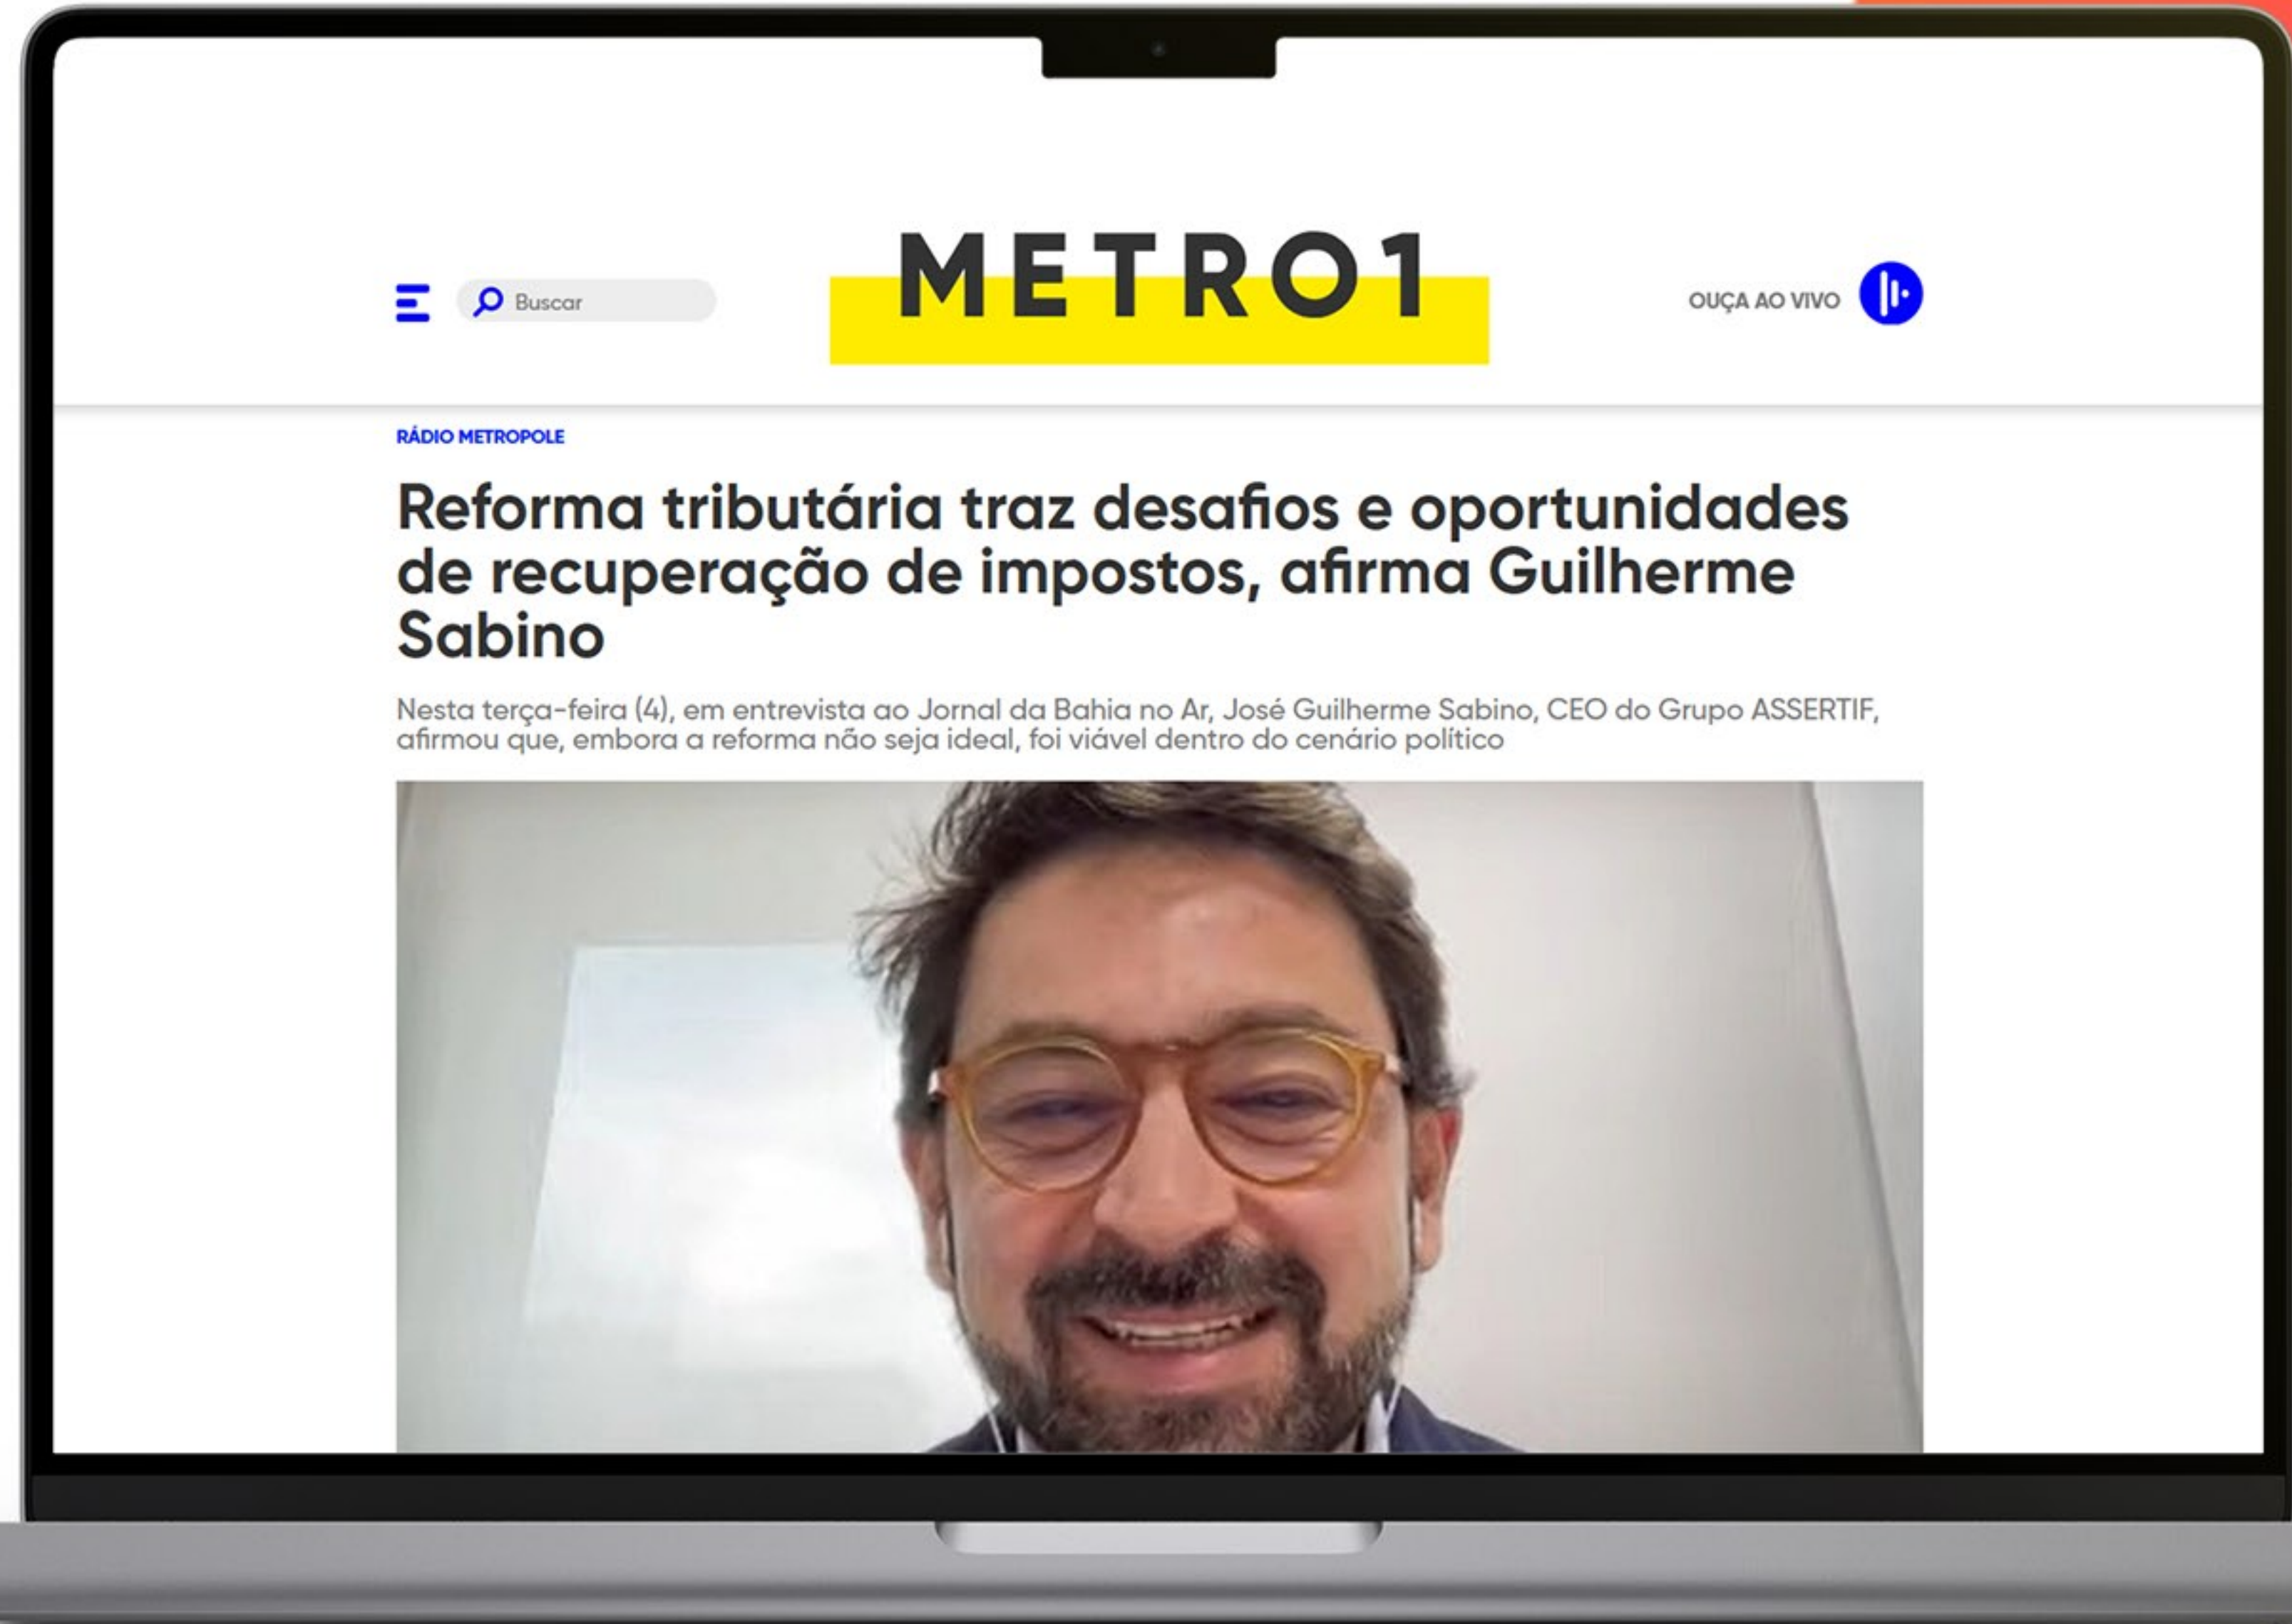 METRO1
Buscar
OUÇA AO VIVO
RÁDIO METROPOLE
Reforma tributária traz desafios e oportunidades
de recuperação de impostos, afirma Guilherme
Sabino
Nesta terça-feira (4), em entrevista ao Jornal da Bahia no Ar, José Guilherme Sabino, CEO do Grupo ASSERTIF,
afirmou que, embora a reforma não seja ideal, foi viável dentro do cenário político